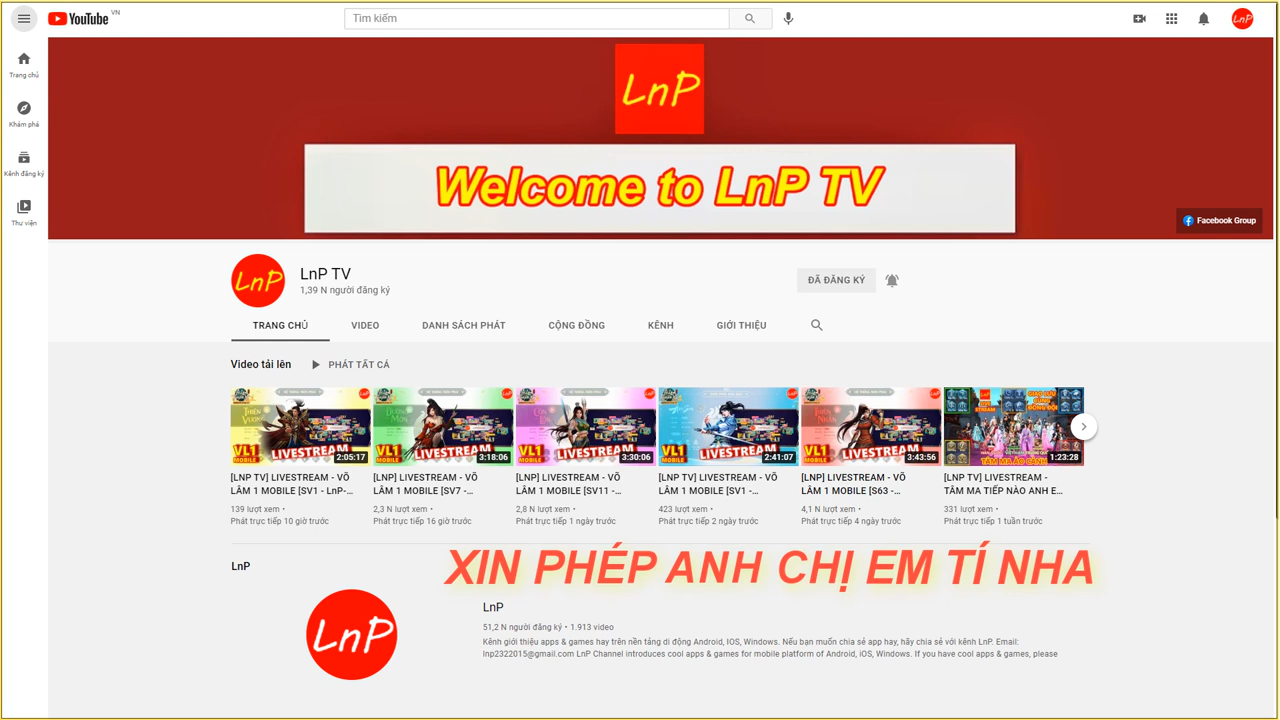 YouTube VN
Tìm kiếm
LnP
Trang chủ
Khám phá
Kênh đăng ký
Thư viện
LnP
Welcome to LnP TV
Facebook Group
LnP
LnP TV
1,39 N người đăng ký
ĐÃ ĐĂNG KÝ
TRANG CHỦ VIDEO DANH SÁCH PHÁT CỘNG ĐỒNG KÊNH GIỚI THIỆU
Video tải lên PHÁT TẤT CẢ
VL1 MOBILE LIVESTREAM 2:05:17
[LNP TV] LIVESTREAM - VÕ
LÂM 1 MOBILE [SV1 - LnP-...
139 lượt xem •
Phát trực tiếp 10 giờ trước
LIVESTREAM VL1 MOBILE 3:18:06
[LNP] LIVESTREAM - VÕ
LÂM 1 MOBILE [SV7 -...
2,3 N lượt xem •
Phát trực tiếp 16 giờ trước
LIVESTREAM VL1 MOBILE 3:30:06
[LNP] LIVESTREAM - VÕ
LÂM 1 MOBILE [SV11 -...
2,8 N lượt xem •
Phát trực tiếp 1 ngày trước
LIVESTREAM VL1 MOBILE 2:41:07
[LNP TV] LIVESTREAM - VÕ
LÂM 1 MOBILE [SV1 -...
423 lượt xem •
Phát trực tiếp 2 ngày trước
LIVESTREAM VL1 MOBILE 3:43:56
[LNP] LIVESTREAM - VÕ
LÂM 1 MOBILE [S63 -...
4,1 N lượt xem •
Phát trực tiếp 4 ngày trước
GIAO LƯU CÙNG ĐỒNG ĐỘI
TÂM MA ÁO CẢNH 1:23:28
[LNP TV] LIVESTREAM -
TÂM MA TIẾP NÀO ANH E...
331 lượt xem •
Phát trực tiếp 1 tuần trước
XIN PHÉP ANH CHỊ EM TÍ NHA
LnP
LnP
LnP
51,2 N người đăng ký • 1.913 video
Kênh giới thiệu apps & games hay trên nền tảng di động Android, IOS, Windows. Nếu bạn muốn chia sẻ app hay, hãy chia sẻ với kênh LnP. Email:
lnp2322015@gmail.com LnP Channel introduces cool apps & games for mobile platform of Android, iOS, Windows. If you have cool apps & games, please